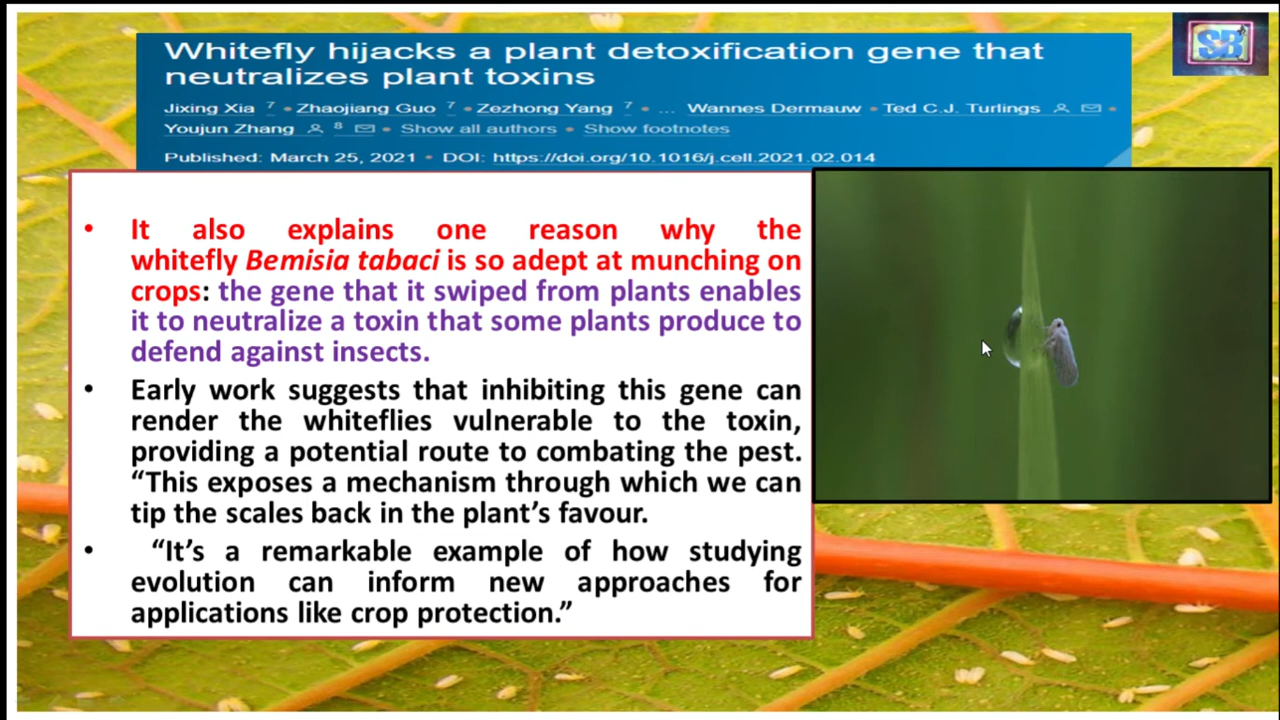 SB
Whitefly hijacks a plant detoxification gene that
neutralizes plant toxins
Jixing Xia 7 • Zhaojiang Guo 7 • Zezhong Yang 7 • ... Wannes Dermauw • Ted C.J. Turlings •
Youjun Zhang 8 • Show all authors • Show footnotes
Published: March 25, 2021 • DOI: https://doi.org/10.1016/j.cell.2021.02.014
• It also explains one reason why the
whitefly Bemisia tabaci is so adept at munching on
crops: the gene that it swiped from plants enables
it to neutralize a toxin that some plants produce to
defend against insects.
• Early work suggests that inhibiting this gene can
render the whiteflies vulnerable to the toxin,
providing a potential route to combating the pest.
“This exposes a mechanism through which we can
tip the scales back in the plant’s favour.
• “It’s a remarkable example of how studying
evolution can inform new approaches for
applications like crop protection.”